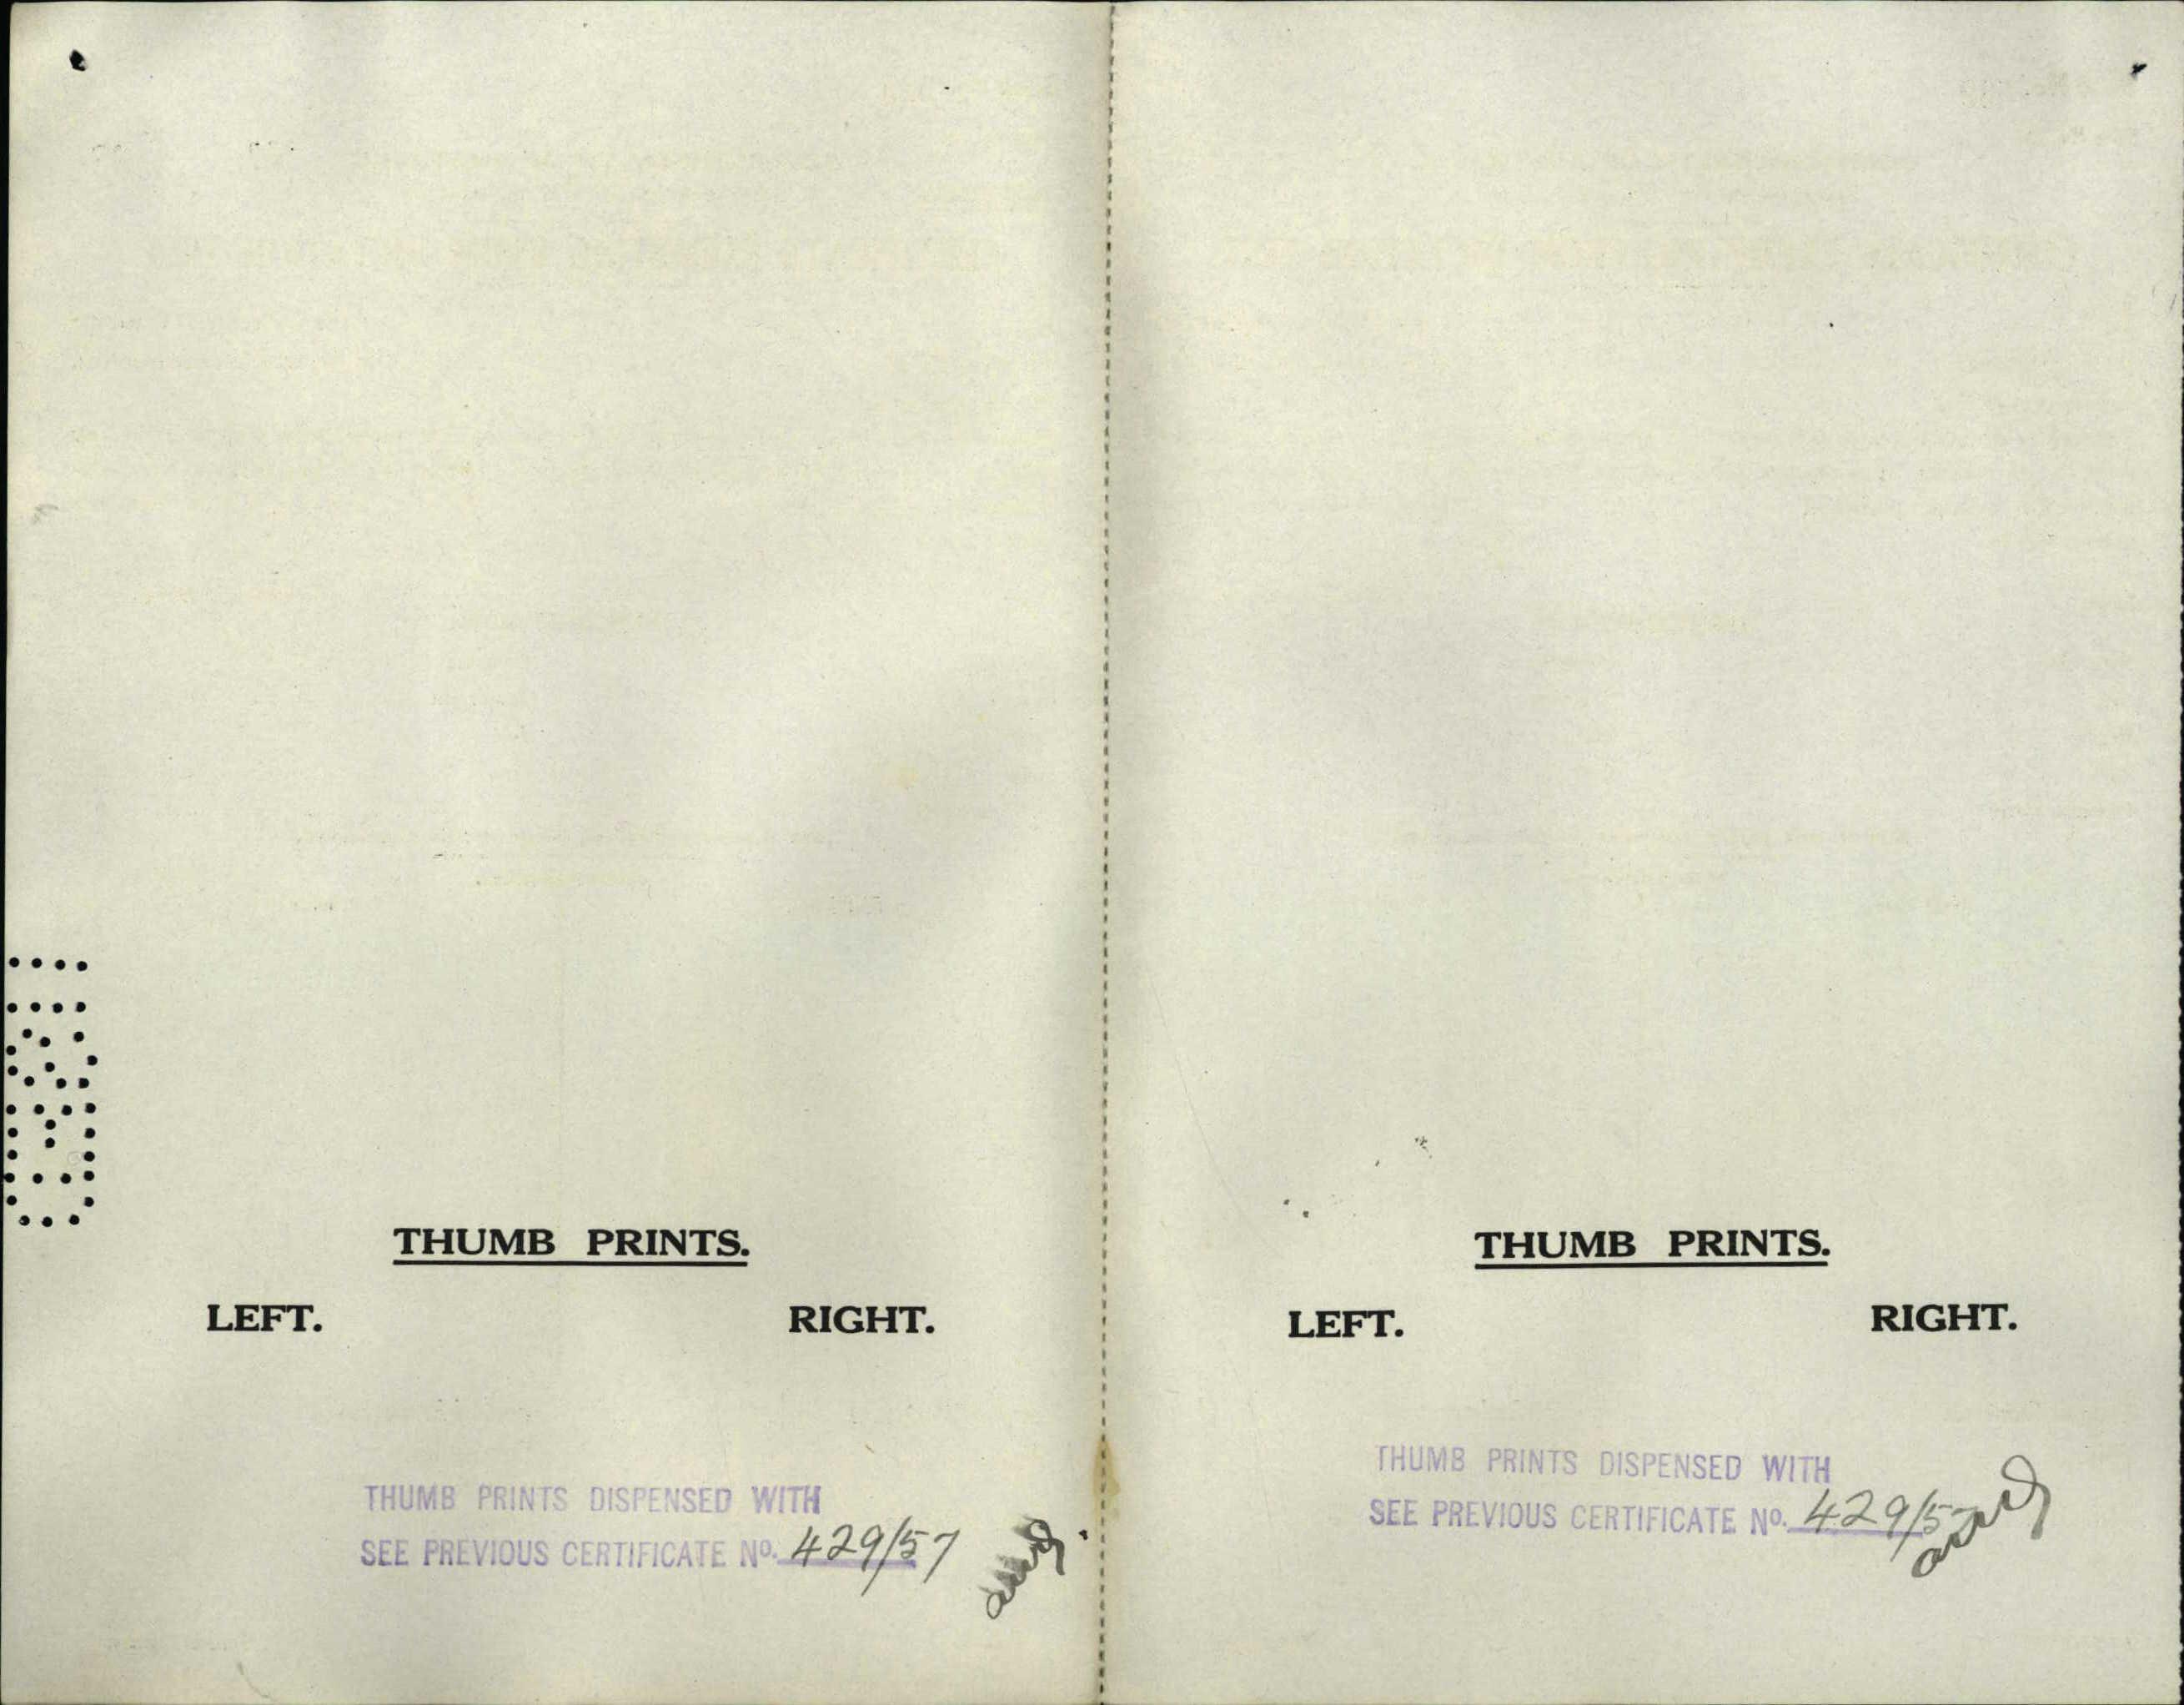 THUMB PRINTS.
LEFT. RIGHT.
THUMB PRINTS DISPENSED WITH
SEE PREVIOUS CERTIFICATE Nº. 429/57
THUMB PRINTS.
LEFT. RIGHT.
THUMB PRINTS DISPENSED WITH
SEE PREVIOUS CERTIFICATE Nº. 429/57